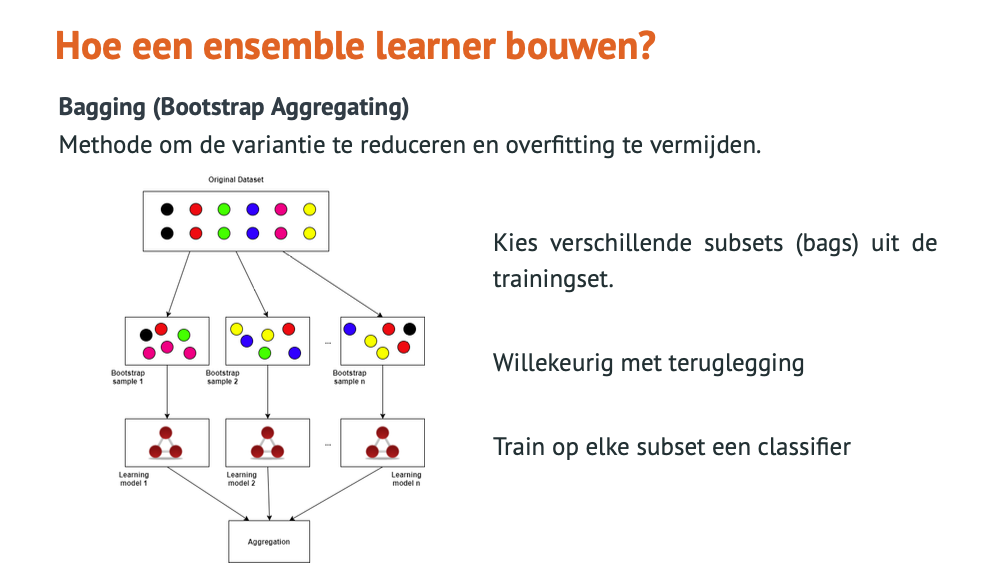 Hoe een ensemble learner bouwen?
Bagging (Bootstrap Aggregating)
Methode om de variantie te reduceren en overfitting te vermijden.
Original Dataset
Kies verschillende subsets (bags) uit de
trainingset.
...
Bootstrap
sample 1
Bootstrap
sample 2
Bootstrap
sample n
Willekeurig met teruglegging
...
Learning
model 1
Learning
model 2
Learning
model n
Train op elke subset een classifier
Aggregation